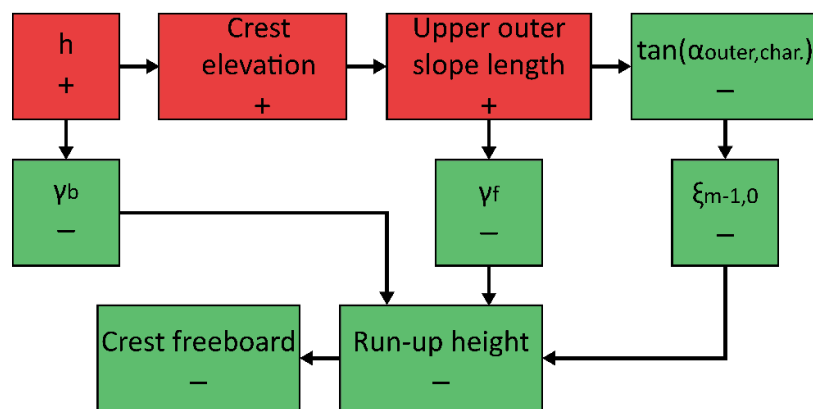 h
+
Crest
elevation
+
Upper outer
slope length
+
tan(αouter,char.)
–
γb
–
γf
–
ξm-1,0
–
Crest freeboard
–
Run-up height
–